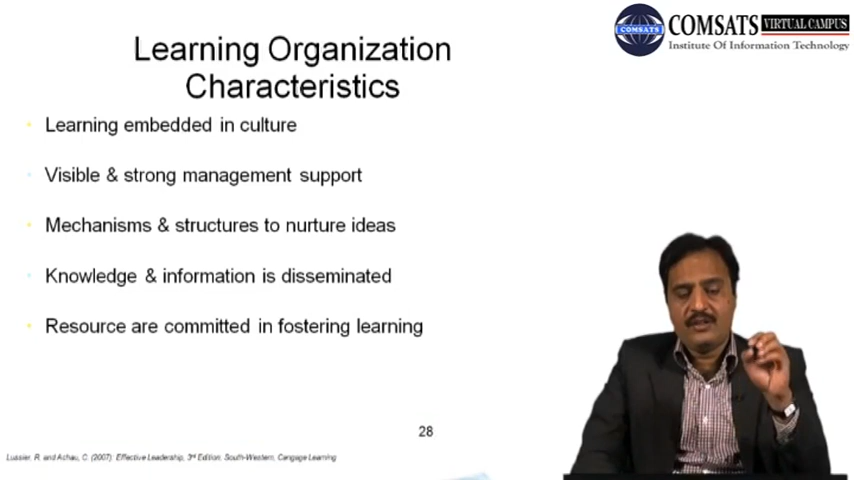 COMSATS
COMSATS VIRTUAL CAMPUS
Institute Of Information Technology
Learning Organization
Characteristics
Learning embedded in culture
Visible & strong management support
Mechanisms & structures to nurture ideas
Knowledge & information is disseminated
Resource are committed in fostering learning
28
Lussier. R. and Achau, C. (2007): Effective Leadership, 3rd Edition. South-Western, Cengage Learning